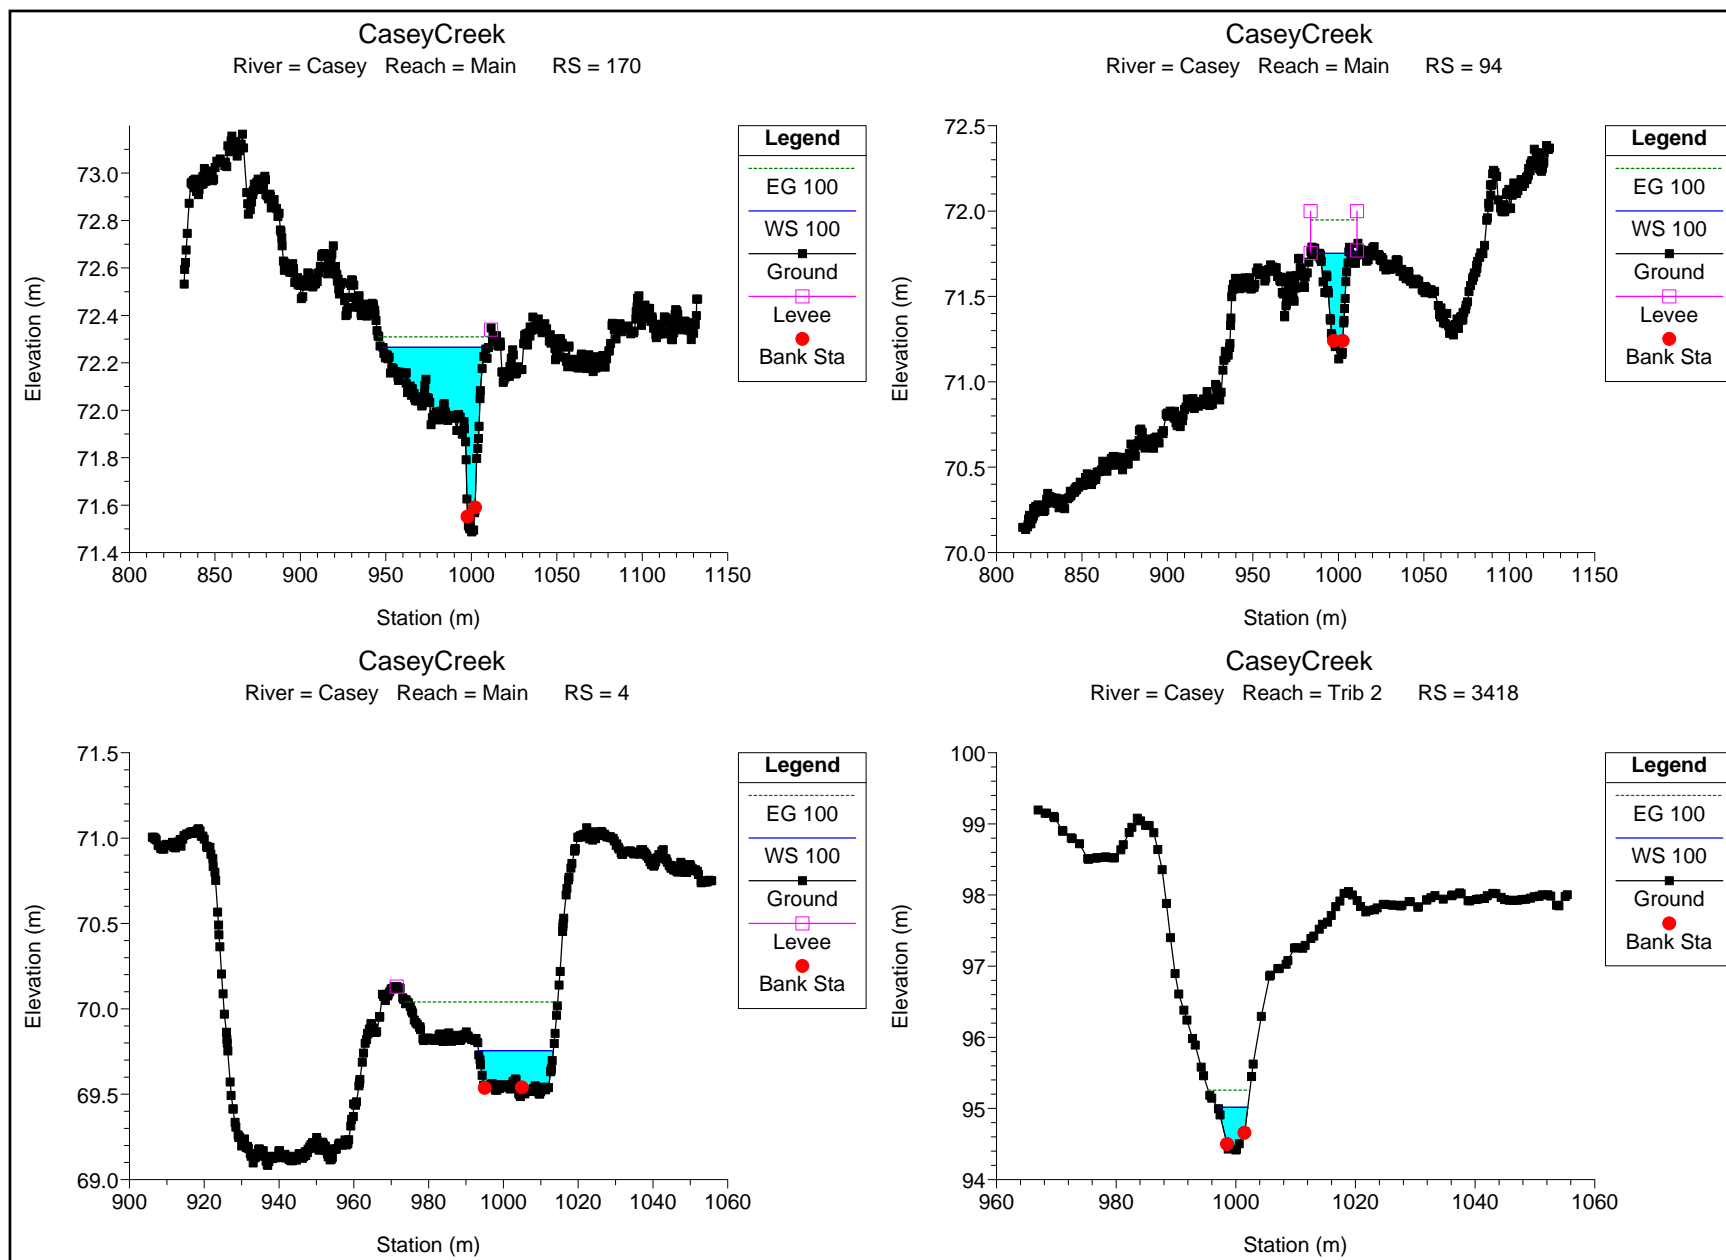 CaseyCreek
River = Casey   Reach = Main      RS = 170
73.0
72.8
72.6
72.4
72.2
72.0
71.8
71.6
71.4
Elevation (m)
800 850 900 950 1000 1050 1100 1150
Station (m)
Legend
EG 100
WS 100
Ground
Levee
Bank Sta
CaseyCreek
River = Casey   Reach = Main      RS = 94
72.5
72.0
71.5
71.0
70.5
70.0
Elevation (m)
800 850 900 950 1000 1050 1100 1150
Station (m)
Legend
EG 100
WS 100
Ground
Levee
Bank Sta
CaseyCreek
River = Casey   Reach = Main      RS = 4
71.5
71.0
70.5
70.0
69.5
69.0
Elevation (m)
900 920 940 960 980 1000 1020 1040 1060
Station (m)
Legend
EG 100
WS 100
Ground
Levee
Bank Sta
CaseyCreek
River = Casey   Reach = Trib 2      RS = 3418
100
99
98
97
96
95
94
Elevation (m)
960 980 1000 1020 1040 1060
Station (m)
Legend
EG 100
WS 100
Ground
Bank Sta